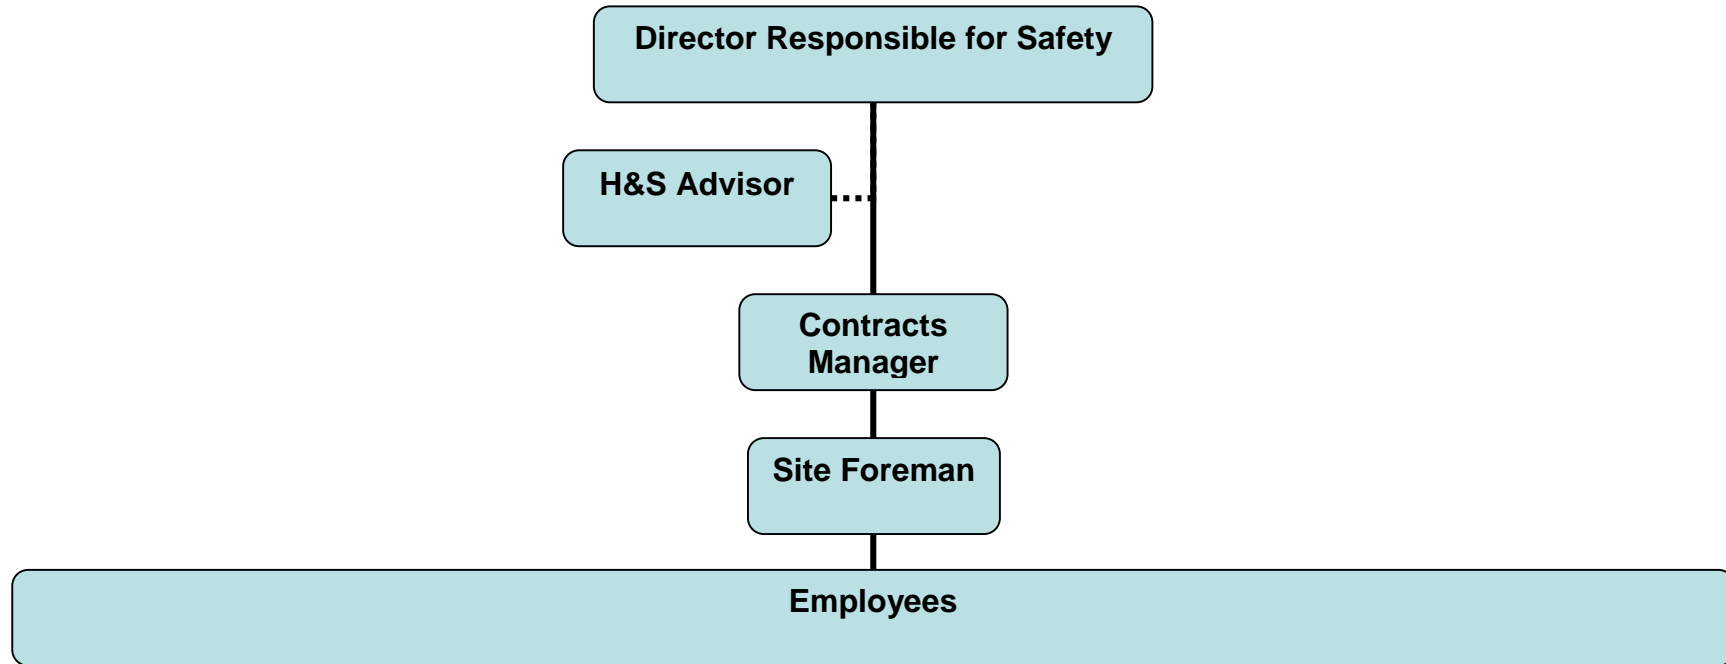 Director Responsible for Safety
H&S Advisor
Contracts
Manager
Site Foreman
Employees